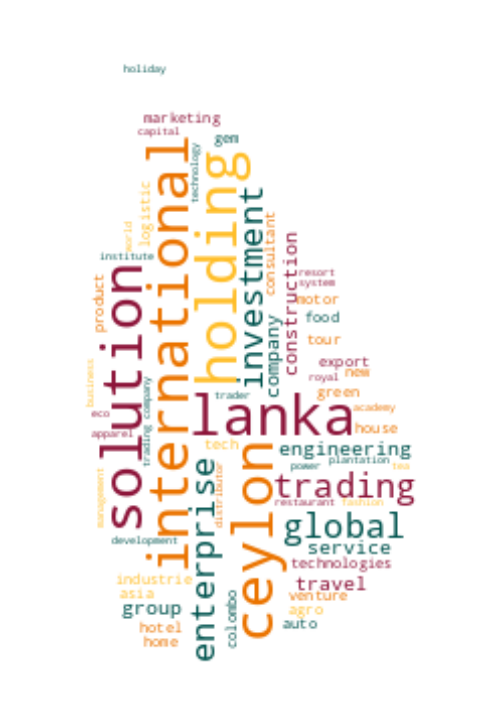 holiday
marketing
capital
gem
international
technology
holding
logistic
world
institute
investment
consultant
construction
solution
product
resort
system
motor
food
company
tour
export
new
royal
business
trading company
green
trader
lanka
academy
eco
house
apparel
tech
engineering
ceylon
enterprise
distributor
power
plantation
tea
management
trading
restaurant
fashion
global
development
service
technologies
industrie
travel
asia
venture
group
colombo
agro
auto
hotel
home